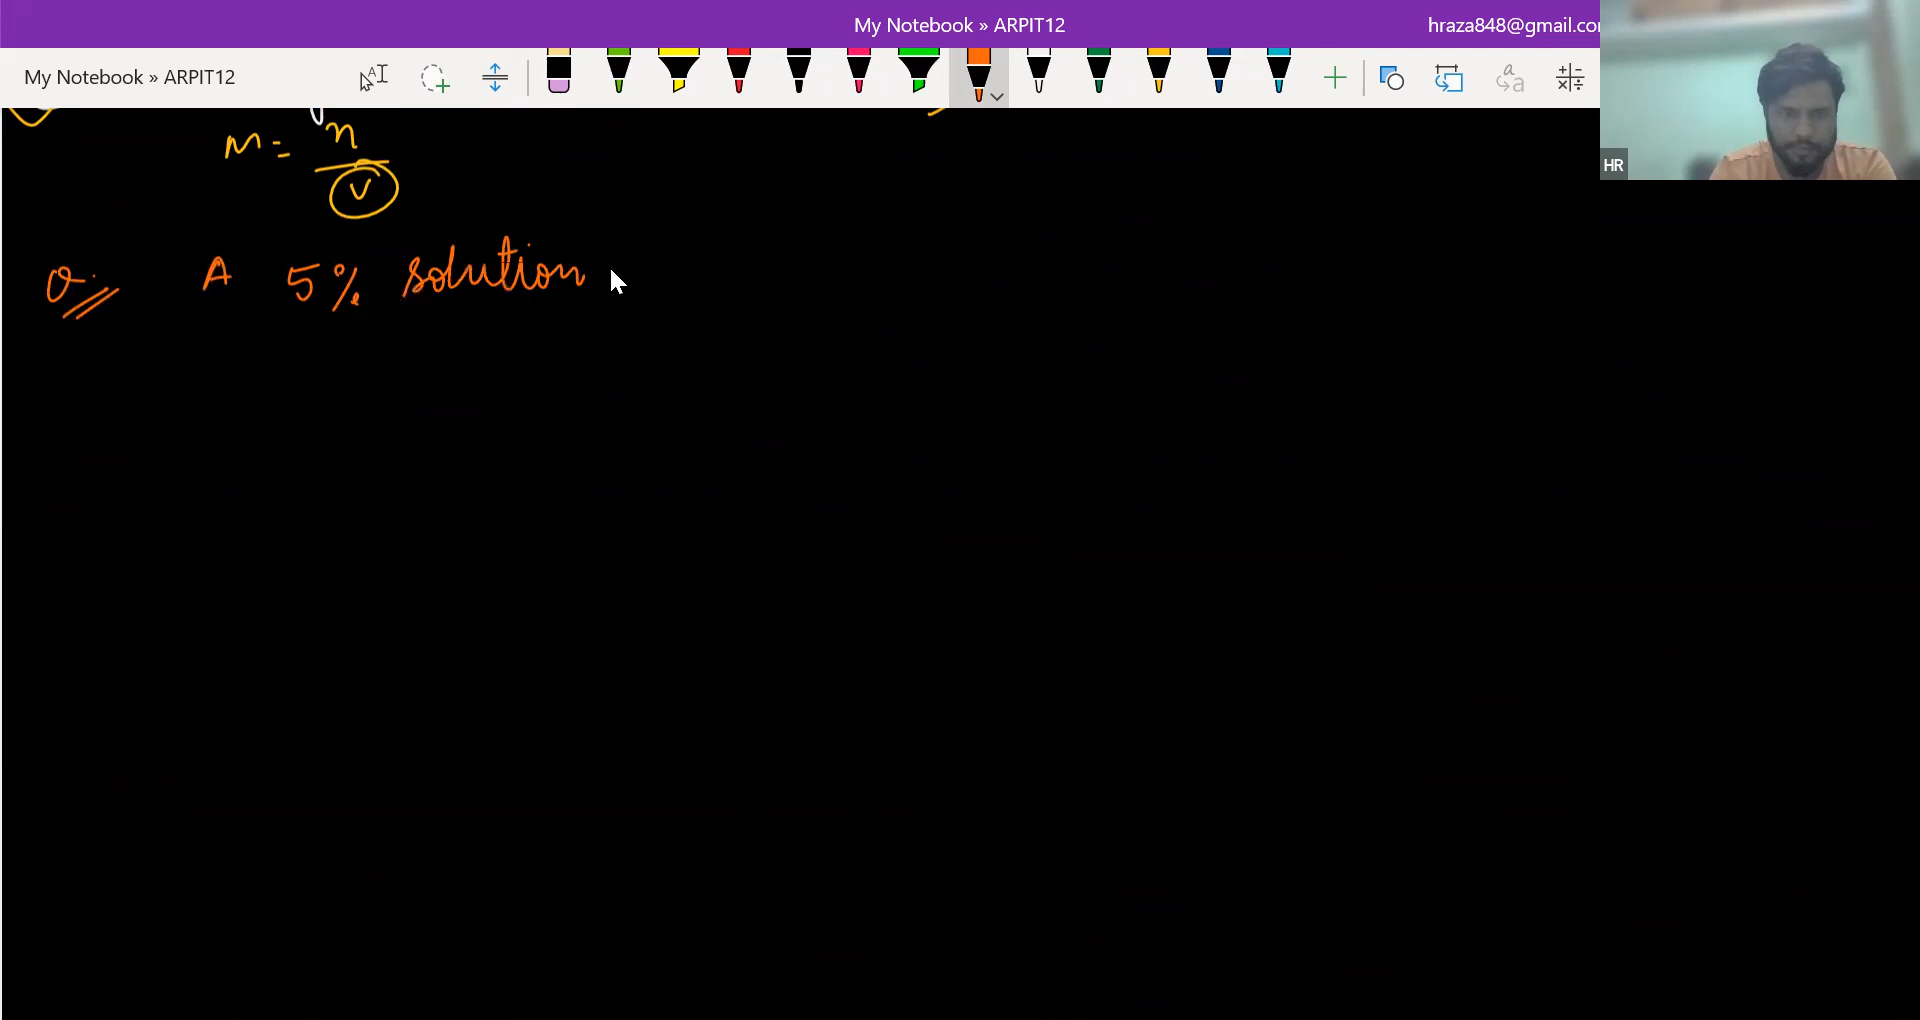 My Notebook » ARPIT12
hraza848@gmail.co
My Notebook » ARPIT12
HR
M = n
v
Q. A 5% solution